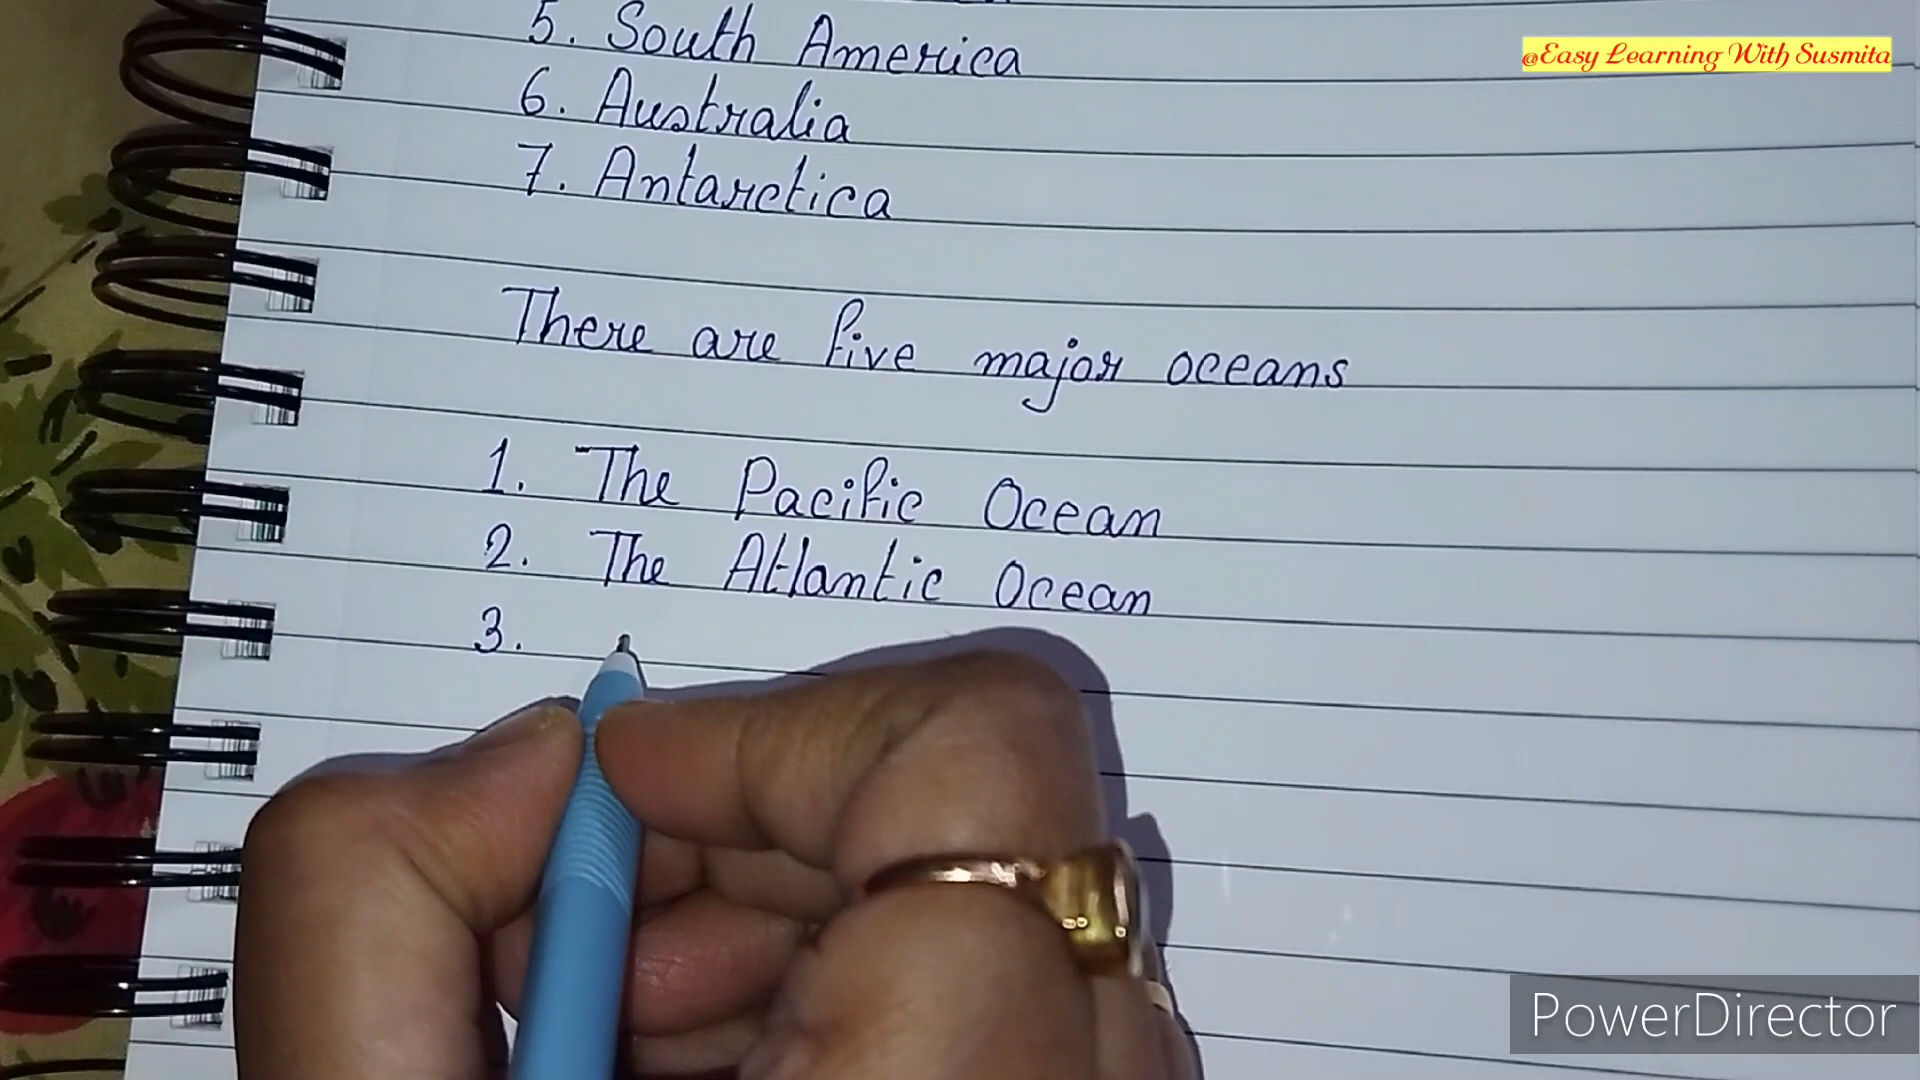 @Easy Learning With Susmita
5. South America
6. Australia
7. Antarctica
There are five major oceans
1. The Pacific Ocean
2. The Atlantic Ocean
3.
PowerDirector